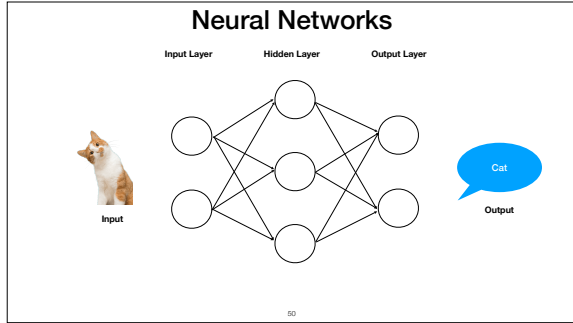 Neural Networks
Input Layer Hidden Layer Output Layer
Cat
Input
Output
50